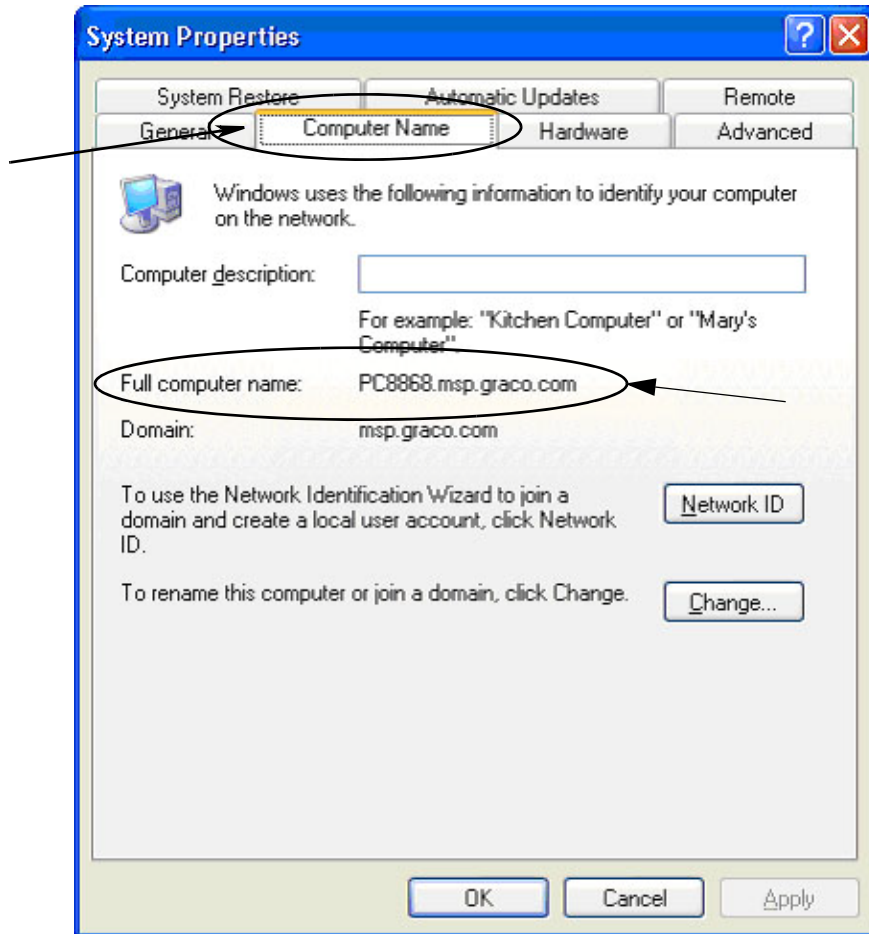 System Properties
System Restore Automatic Updates Remote
General Computer Name Hardware Advanced
Windows uses the following information to identify your computer
on the network.
Computer description:
For example: "Kitchen Computer" or "Mary's
Computer".
Full computer name: PC8868.msp.graco.com
Domain: msp.graco.com
To use the Network Identification Wizard to join a
domain and create a local user account, click Network
ID.
Network ID
To rename this computer or join a domain, click Change.
Change...
OK Cancel Apply